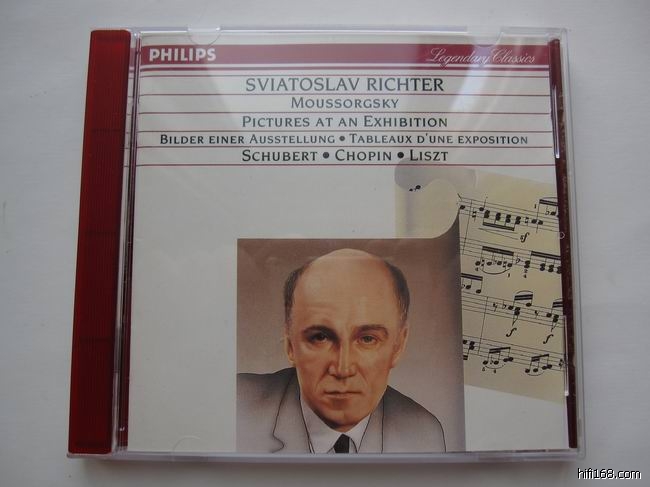 PHILIPS
Legendary Classics
SVIATOSLAV RICHTER
MOUSSORGSKY
PICTURES AT AN EXHIBITION
BILDER EINER AUSSTELLUNG • TABLEAUX D'UNE EXPOSITION
SCHUBERT • CHOPIN • LISZT
sf
hifi168.com